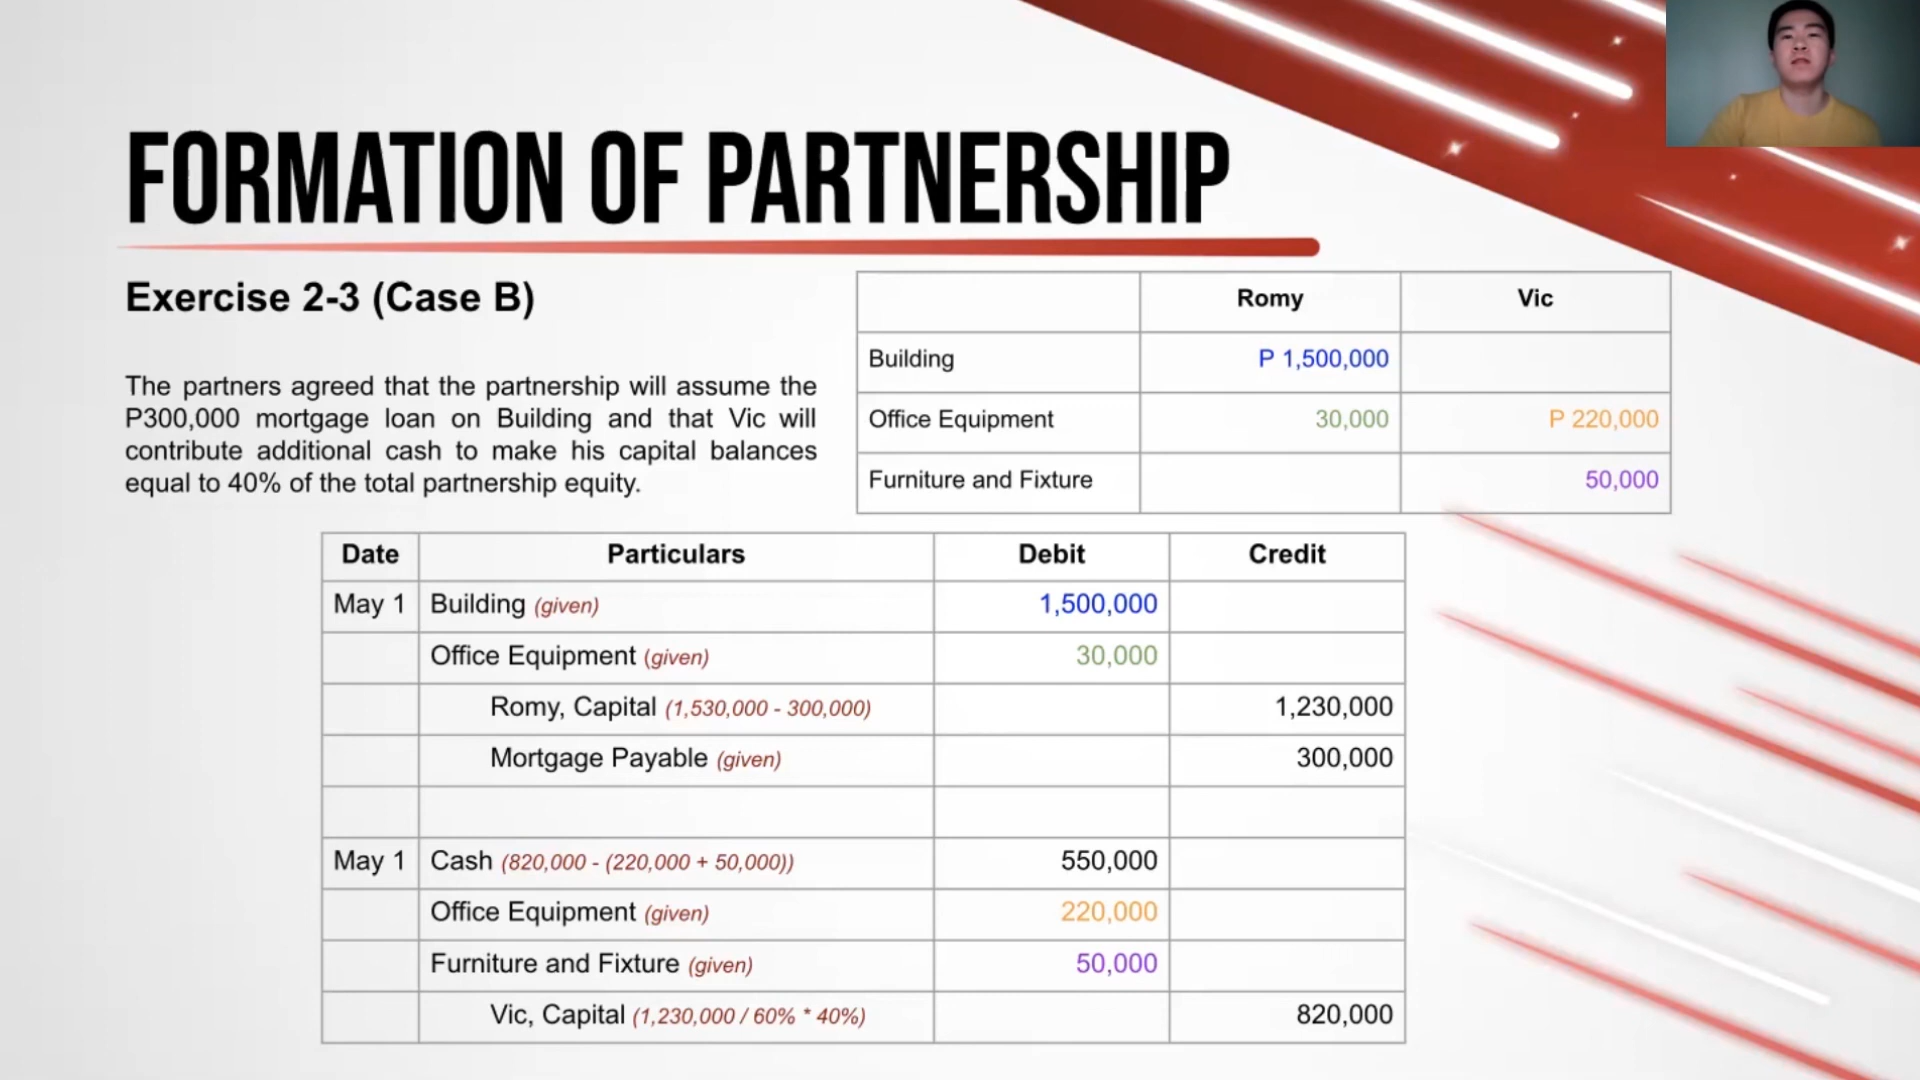 FORMATION OF PARTNERSHIP
Exercise 2-3 (Case B)
The partners agreed that the partnership will assume the
P300,000 mortgage loan on Building and that Vic will
contribute additional cash to make his capital balances
equal to 40% of the total partnership equity.
Romy Vic
Building P 1,500,000
Office Equipment 30,000 P 220,000
Furniture and Fixture 50,000
Date Particulars Debit Credit
May 1 Building (given) 1,500,000
Office Equipment (given) 30,000
Romy, Capital (1,530,000 - 300,000) 1,230,000
Mortgage Payable (given) 300,000
May 1 Cash (820,000 - (220,000 + 50,000)) 550,000
Office Equipment (given) 220,000
Furniture and Fixture (given) 50,000
Vic, Capital (1,230,000 / 60% * 40%) 820,000